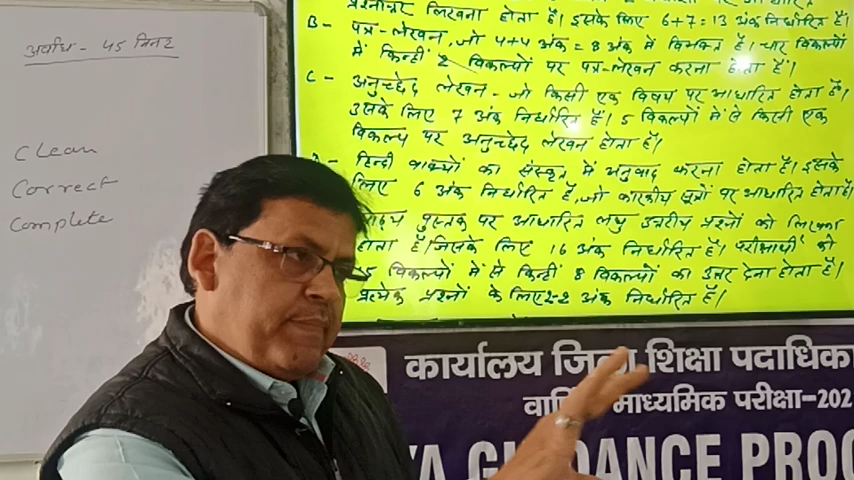 अवधि - 45 मिनट
Clean
Correct
Complete
लिखना होता है। इसके लिए 6+7=13 अंक निर्धारित है।
B - पत्र-लेखन, जो 4+4 अंक = 8 अंक में विभक्त है। चार विकल्पों
में किन्हीं 2 विकल्पों पर पत्र-लेखन करना होता है।
C - अनुच्छेद लेखन - जो किसी एक विषय पर आधारित होता है।
उसके लिए 7 अंक निर्धारित हैं। 5 विकल्पों में से किसी एक
विकल्प पर अनुच्छेद लेखन होता है।
हिन्दी वाक्यों का संस्कृत में अनुवाद करना होता है। इसके
लिए 6 अंक निर्धारित है, जो कारकीय सूत्रों पर आधारित होता है।
पुस्तक पर आधारित लघु उत्तरीय प्रश्नों को लिखना
होता है। जिसके लिए 16 अंक निर्धारित है। परीक्षार्थी को
विकल्पों में से किन्हीं 8 विकल्पों का उत्तर देना होता है।
प्रत्येक प्रश्नों के लिए 2-2 अंक निर्धारित है।
कार्यालय जिला शिक्षा पदाधिक
माध्यमिक परीक्षा-202